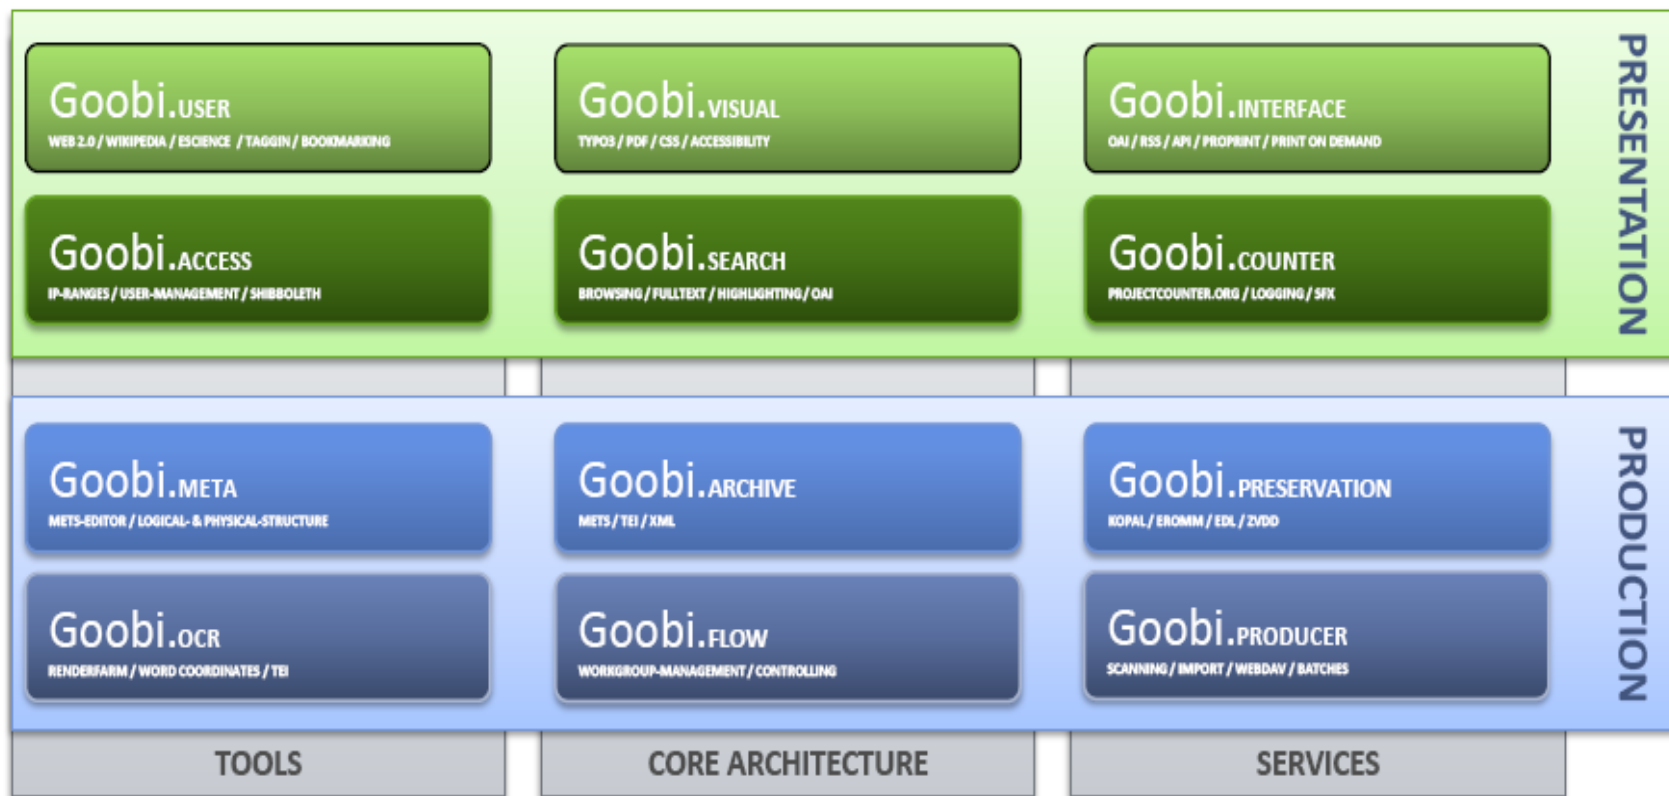 Goobi.USER
WEB 2.0 / WIKIPEDIA / ESCIENCE / TAGGIN / BOOKMARKING
Goobi.VISUAL
TYPO3 / PDF / CSS / ACCESSIBILITY
Goobi.INTERFACE
OAI / RSS / API / PROPRINT / PRINT ON DEMAND
Goobi.ACCESS
IP-RANGES / USER-MANAGEMENT / SHIBBOLETH
Goobi.SEARCH
BROWSING / FULLTEXT / HIGHLIGHTING / OAI
Goobi.COUNTER
PROJECTCOUNTER.ORG / LOGGING / SFX
PRESENTATION
Goobi.META
METS-EDITOR / LOGICAL- & PHYSICAL-STRUCTURE
Goobi.ARCHIVE
METS / TEI / XML
Goobi.PRESERVATION
KOPAL / EROMM / EDL / ZVDD
Goobi.OCR
RENDERFARM / WORD COORDINATES / TEI
Goobi.FLOW
WORKGROUP-MANAGEMENT / CONTROLLING
Goobi.PRODUCER
SCANNING / IMPORT / WEBDAV / BATCHES
PRODUCTION
TOOLS
CORE ARCHITECTURE
SERVICES